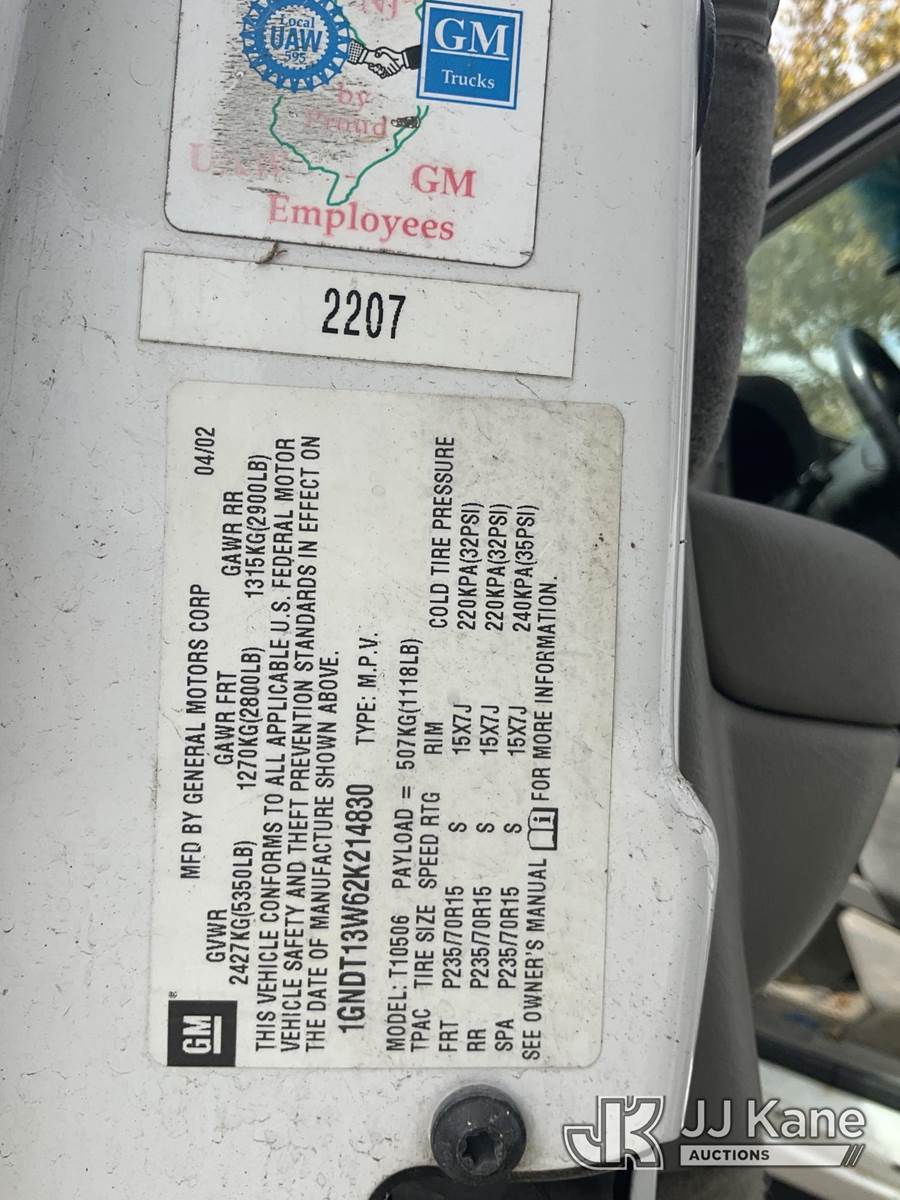 NJ
Local
UAW
595
GM
Trucks
by
Proud
UAW - GM
Employees
2207
GM ®
MFD BY GENERAL MOTORS CORP 04/02
GVWR GAWR FRT GAWR RR
2427KG(5350LB) 1270KG(2800LB) 1315KG(2900LB)
THIS VEHICLE CONFORMS TO ALL APPLICABLE U.S. FEDERAL MOTOR
VEHICLE SAFETY AND THEFT PREVENTION STANDARDS IN EFFECT ON
THE DATE OF MANUFACTURE SHOWN ABOVE.
1GNDT13W62K214830 TYPE: M.P.V.
MODEL: T10506 PAYLOAD = 507KG(1118LB)
TPAC TIRE SIZE SPEED RTG RIM COLD TIRE PRESSURE
FRT P235/70R15 S 15X7J 220KPA(32PSI)
RR P235/70R15 S 15X7J 220KPA(32PSI)
SPA P235/70R15 S 15X7J 240KPA(35PSI)
SEE OWNER'S MANUAL i FOR MORE INFORMATION.
JK JJ Kane
AUCTIONS